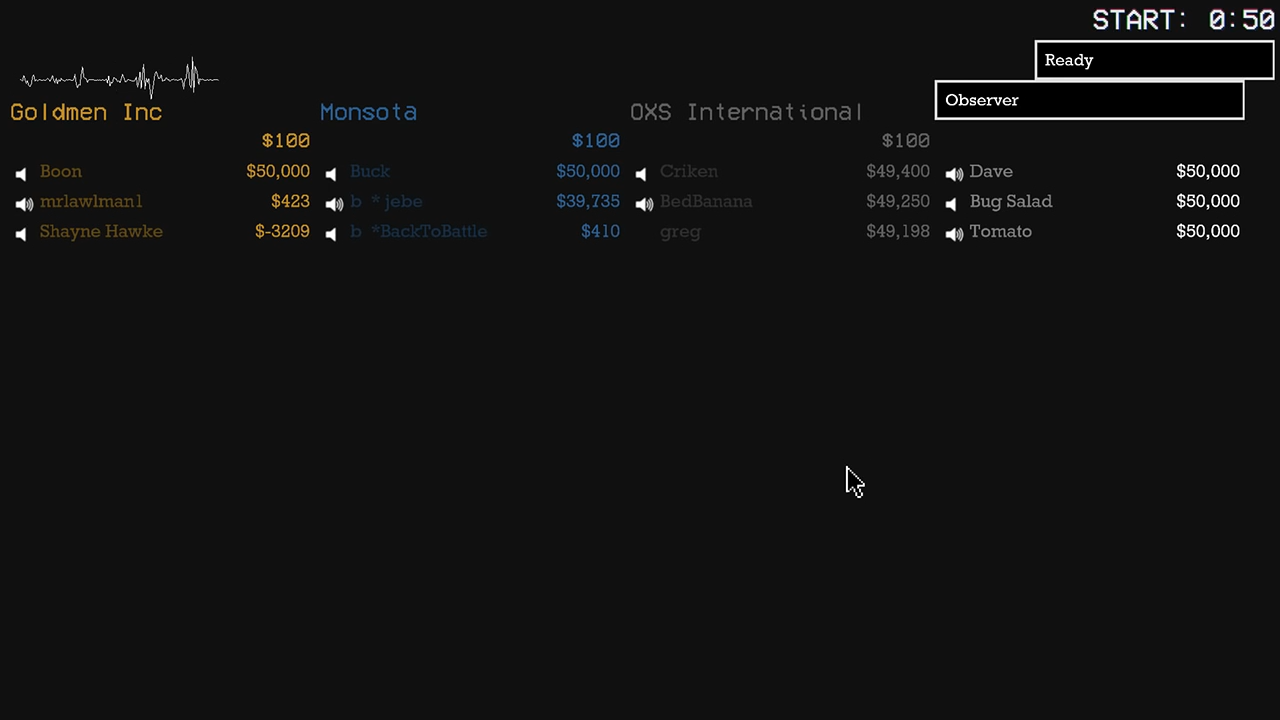 START: 0:50
Ready
Observer
Goldmen Inc Monsota OXS International
$100 $100 $100
Boon $50,000 Buck $50,000 Criken $49,400 Dave $50,000
mrlawlman1 $423 b * jebe $39,735 BedBanana $49,250 Bug Salad $50,000
Shayne Hawke $-3209 b *BackToBattle $410 greg $49,198 Tomato $50,000